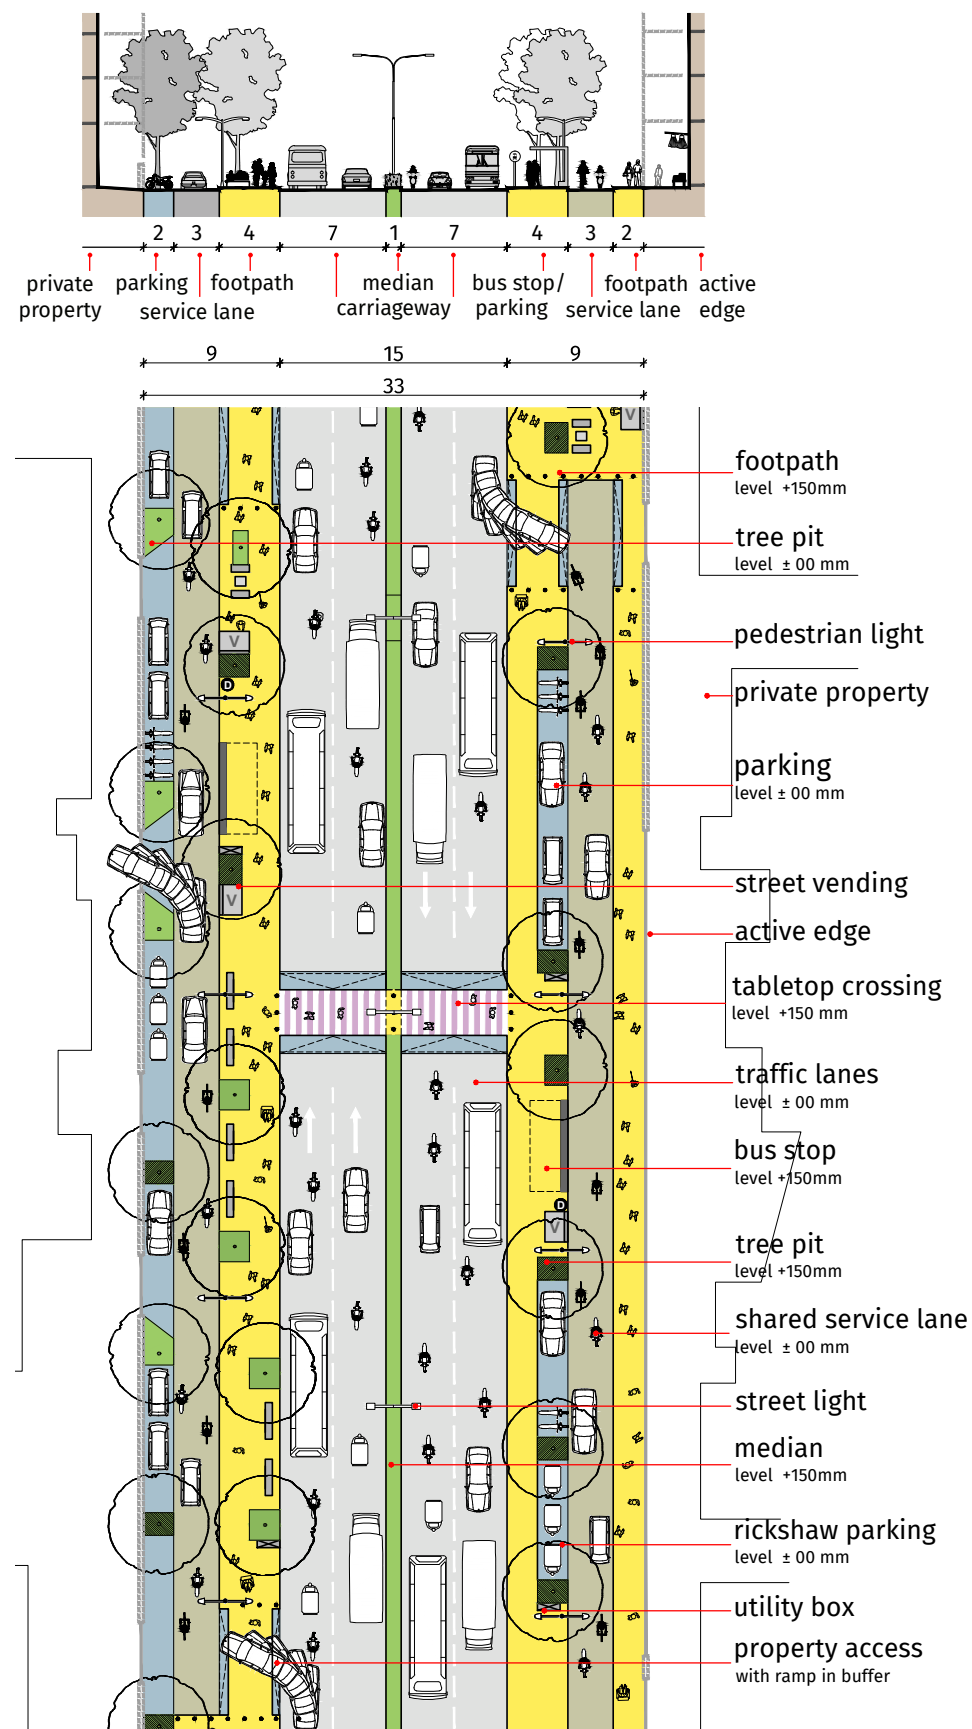 2 3 4 7 1 7 4 3 2
private property
parking
service lane
footpath
median
carriageway
bus stop/
parking
footpath
service lane
active
edge
9 15 9
33
V
footpath
level +150mm
tree pit
level ± 00 mm
pedestrian light
V
private property
D
parking
level ± 00 mm
street vending
V
active edge
tabletop crossing
level +150 mm
traffic lanes
level ± 00 mm
bus stop
level +150mm
D
V
tree pit
level +150mm
shared service lane
level ± 00 mm
street light
median
level +150mm
rickshaw parking
level ± 00 mm
utility box
property access
with ramp in buffer